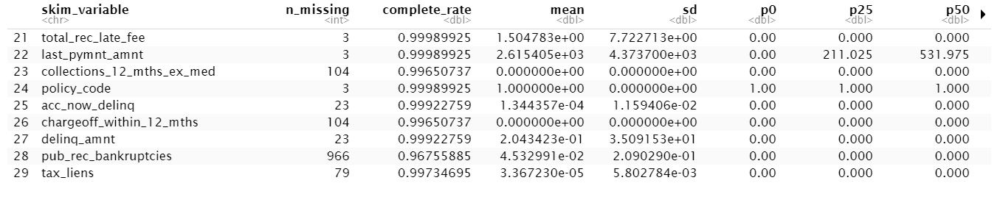 skim_variable n_missing complete_rate mean sd p0 p25 p50
<chr> <int> <dbl> <dbl> <dbl> <dbl> <dbl> <dbl>
21 total_rec_late_fee 3 0.99989925 1.504783e+00 7.722713e+00 0.00 0.000 0.000
22 last_pymnt_amnt 3 0.99989925 2.615405e+03 4.373700e+03 0.00 211.025 531.975
23 collections_12_mths_ex_med 104 0.99650737 0.000000e+00 0.000000e+00 0.00 0.000 0.000
24 policy_code 3 0.99989925 1.000000e+00 0.000000e+00 1.00 1.000 1.000
25 acc_now_delinq 23 0.99922759 1.344357e-04 1.159406e-02 0.00 0.000 0.000
26 chargeoff_within_12_mths 104 0.99650737 0.000000e+00 0.000000e+00 0.00 0.000 0.000
27 delinq_amnt 23 0.99922759 2.043423e-01 3.509153e+01 0.00 0.000 0.000
28 pub_rec_bankruptcies 966 0.96755885 4.532991e-02 2.090290e-01 0.00 0.000 0.000
29 tax_liens 79 0.99734695 3.367230e-05 5.802784e-03 0.00 0.000 0.000